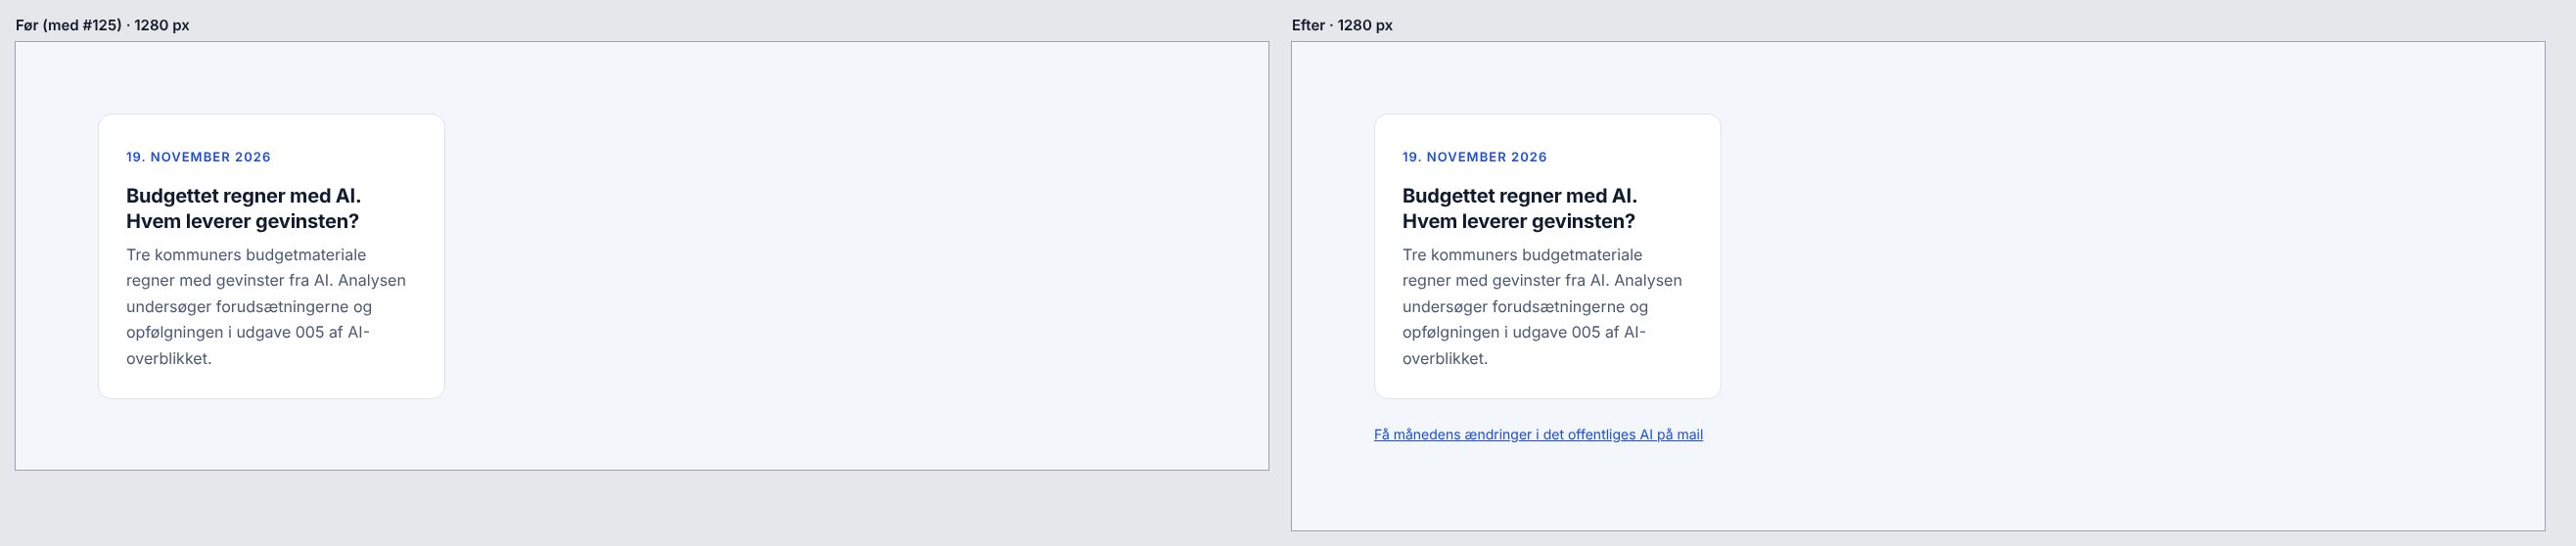 Før (med #125) · 1280 px
19. NOVEMBER 2026
Budgettet regner med AI.
Hvem leverer gevinsten?
Tre kommuners budgetmateriale
regner med gevinster fra AI. Analysen
undersøger forudsætningerne og
opfølgningen i udgave 005 af AI-
overblikket.
Efter · 1280 px
19. NOVEMBER 2026
Budgettet regner med AI.
Hvem leverer gevinsten?
Tre kommuners budgetmateriale
regner med gevinster fra AI. Analysen
undersøger forudsætningerne og
opfølgningen i udgave 005 af AI-
overblikket.
Få månedens ændringer i det offentliges AI på mail